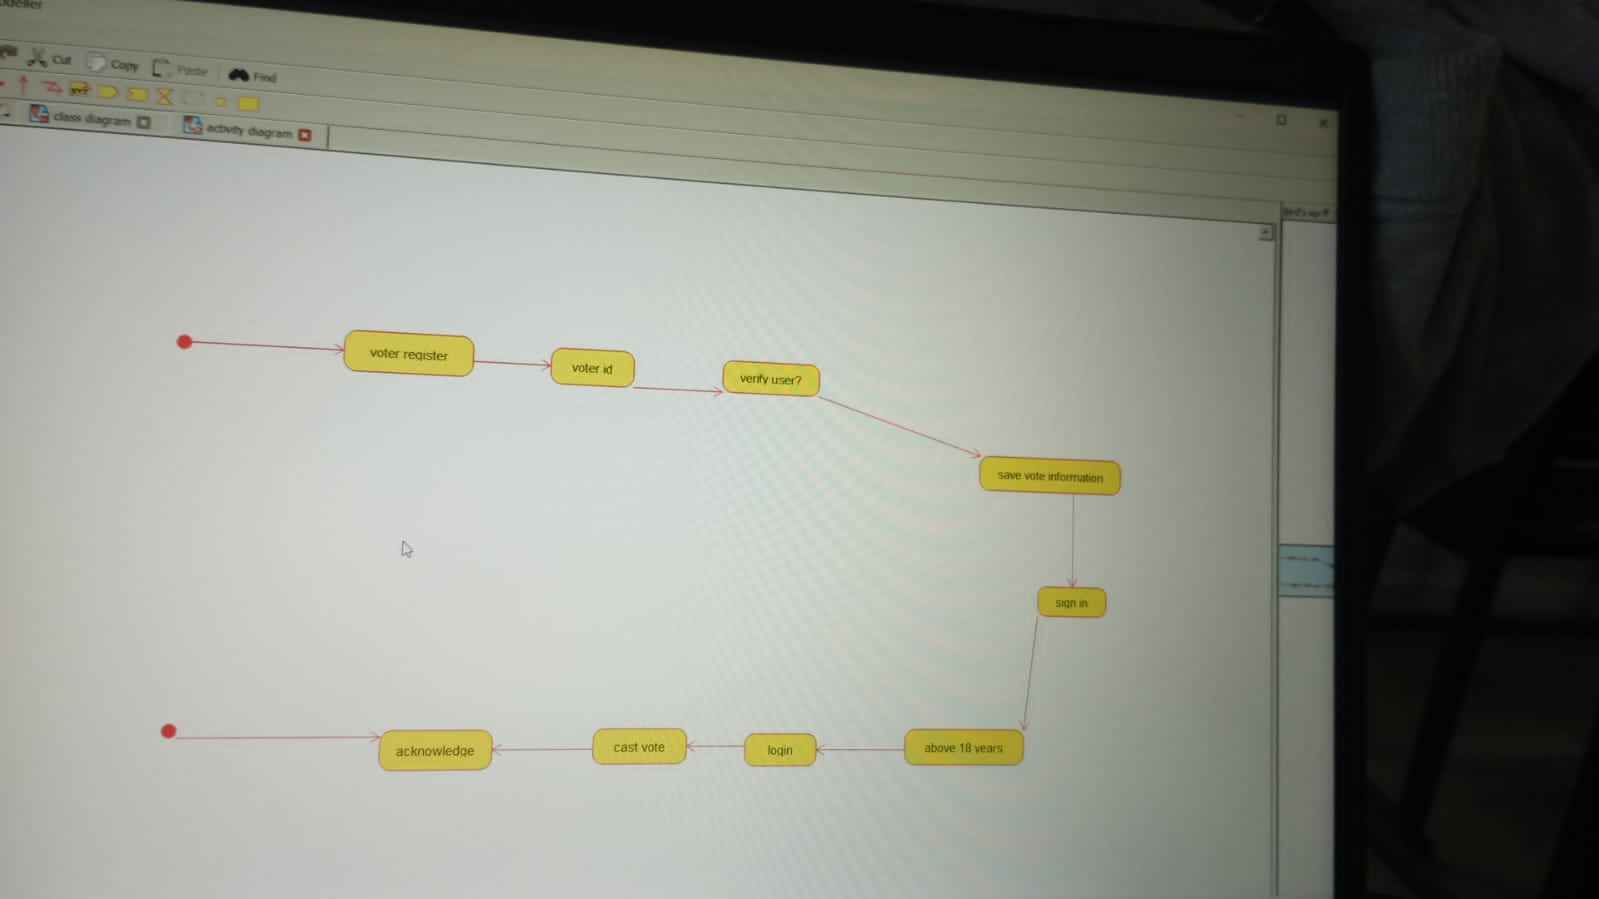 Cut Copy Paste Find
class diagram activity diagram
voter register
voter id
verify user?
save vote information
sign in
above 18 years
login
cast vote
acknowledge